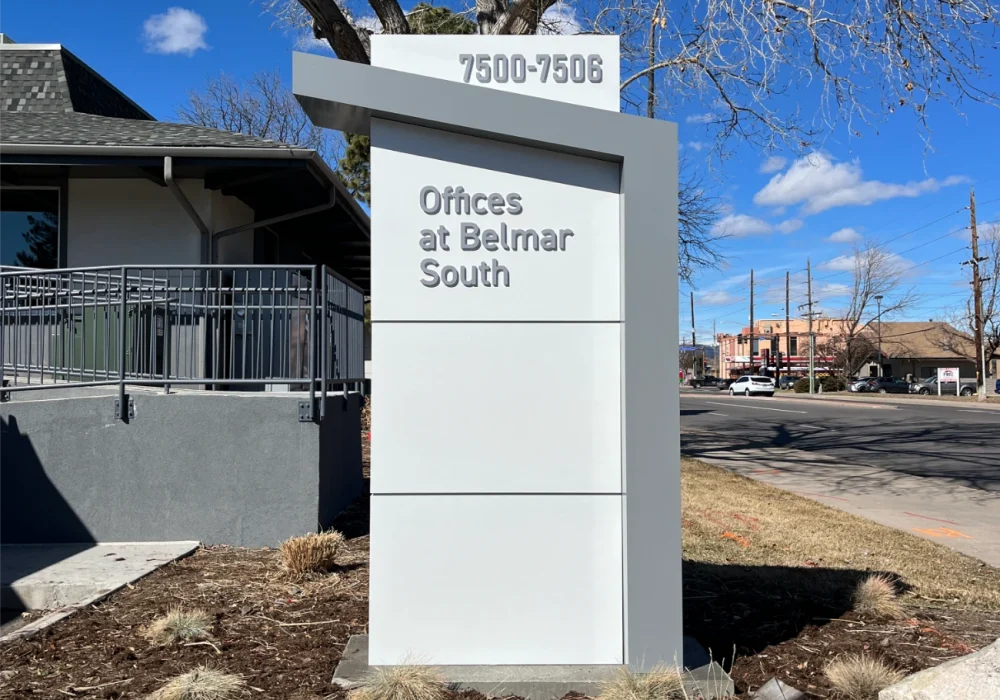 7500-7506
Offices
at Belmar
South